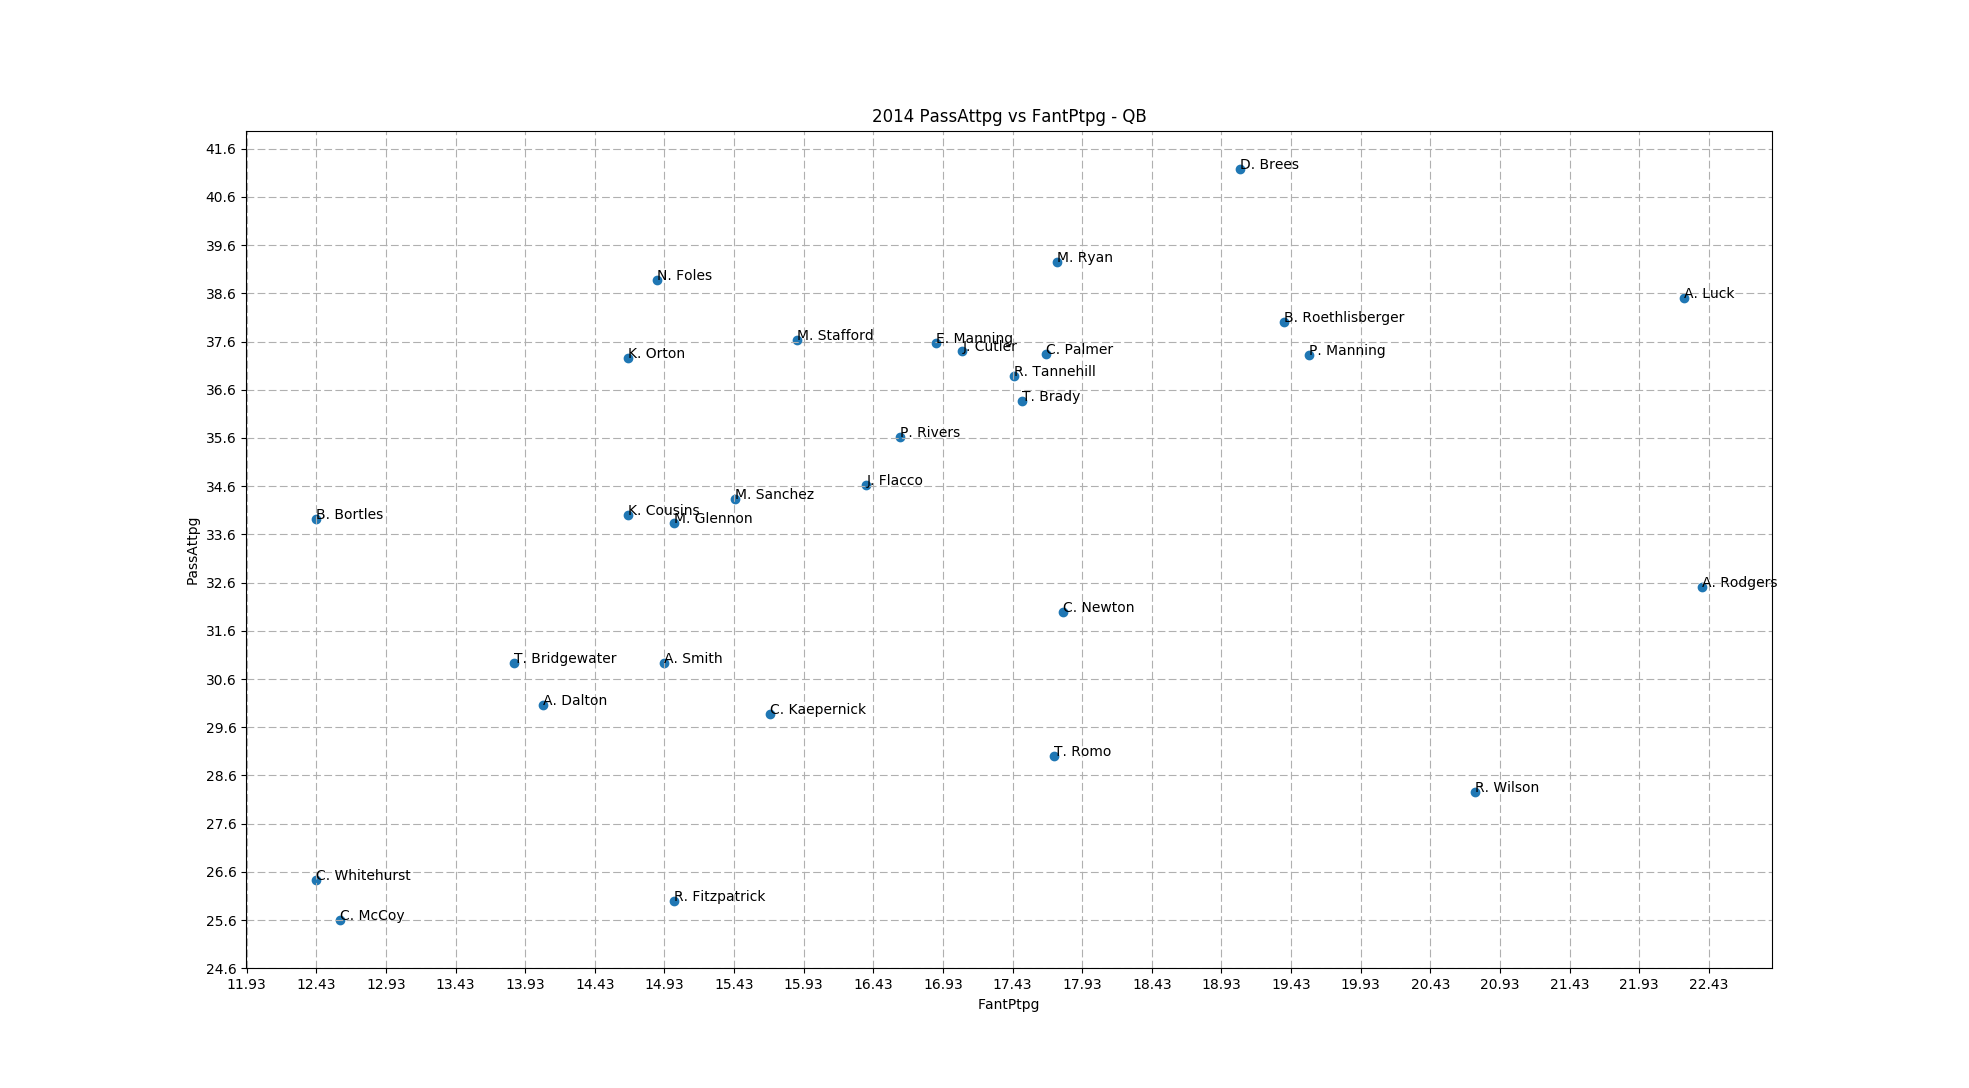 2014 PassAttpg vs FantPtpg - QB
41.6
D. Brees
40.6
39.6
M. Ryan
N. Foles
38.6
A. Luck
B. Roethlisberger
M. Stafford
E. Manning
37.6
J. Cutler
C. Palmer
P. Manning
K. Orton
R. Tannehill
36.6
T. Brady
P. Rivers
35.6
J. Flacco
34.6
M. Sanchez
K. Cousins
B. Bortles
M. Glennon
33.6
PassAttpg
32.6
A. Rodgers
C. Newton
31.6
T. Bridgewater
A. Smith
30.6
A. Dalton
C. Kaepernick
29.6
T. Romo
28.6
R. Wilson
27.6
26.6
C. Whitehurst
R. Fitzpatrick
25.6
C. McCoy
24.6
11.93 12.43 12.93 13.43 13.93 14.43 14.93 15.43 15.93 16.43 16.93 17.43 17.93 18.43 18.93 19.43 19.93 20.43 20.93 21.43 21.93 22.43
FantPtpg